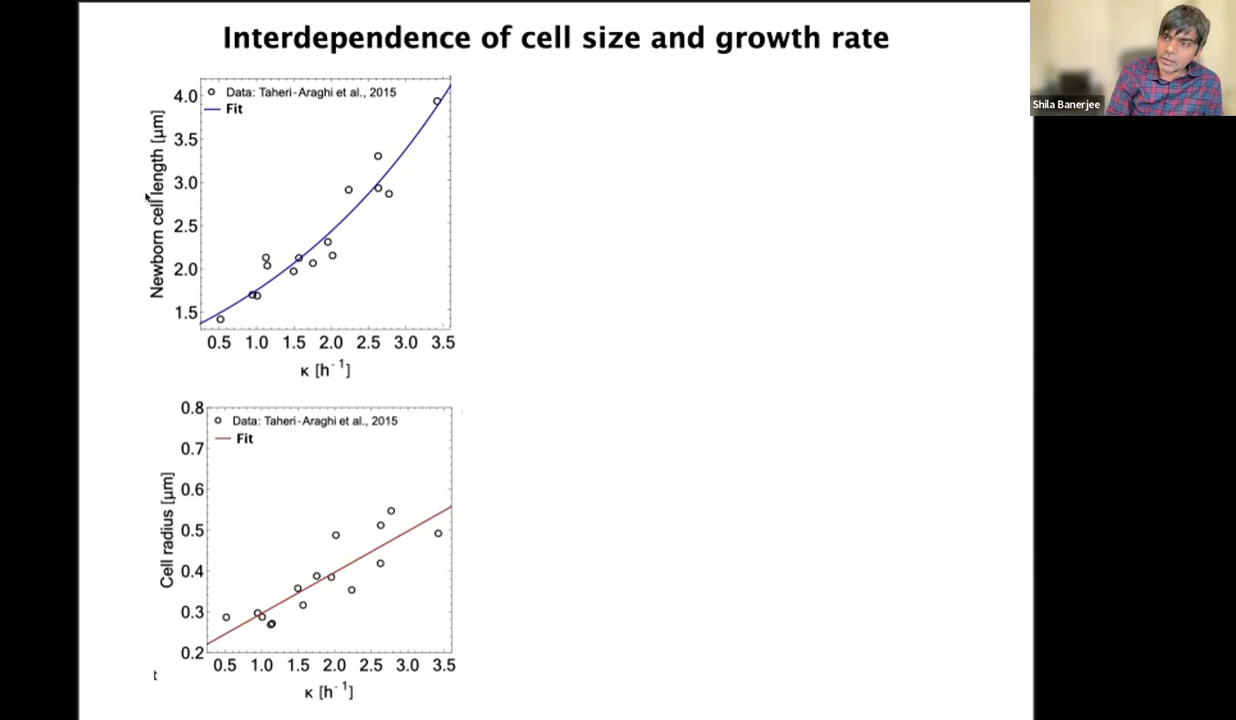 Interdependence of cell size and growth rate
Shila Banerjee
Data: Taheri-Araghi et al., 2015
Fit
Newborn cell length [µm]
4.0
3.5
3.0
2.5
2.0
1.5
0.5 1.0 1.5 2.0 2.5 3.0 3.5
κ [h⁻¹]
Data: Taheri-Araghi et al., 2015
Fit
Cell radius [µm]
0.8
0.7
0.6
0.5
0.4
0.3
0.2
0.5 1.0 1.5 2.0 2.5 3.0 3.5
t
κ [h⁻¹]